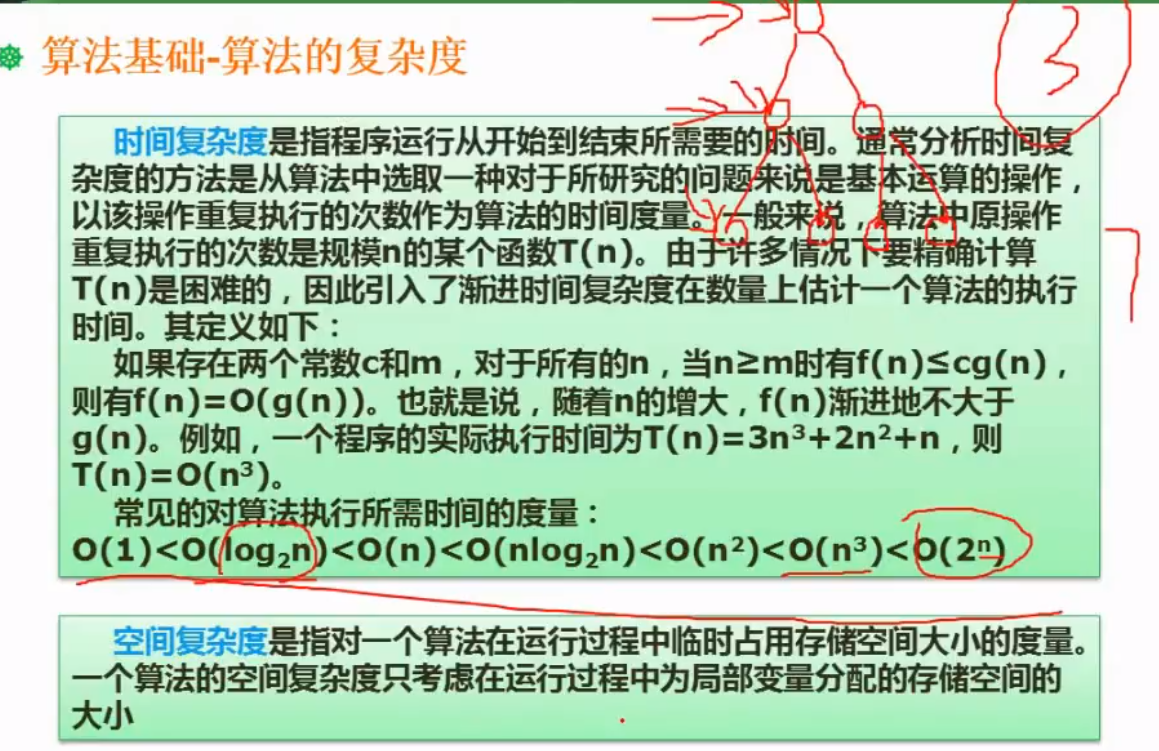 算法基础-算法的复杂度
3
时间复杂度是指程序运行从开始到结束所需要的时间。通常分析时间复
杂度的方法是从算法中选取一种对于所研究的问题来说是基本运算的操作，
以该操作重复执行的次数作为算法的时间度量。一般来说，算法中原操作
重复执行的次数是规模n的某个函数T(n)。由于许多情况下要精确计算
7
T(n)是困难的，因此引入了渐进时间复杂度在数量上估计一个算法的执行
时间。其定义如下：
如果存在两个常数c和m，对于所有的n，当n≥m时有f(n)≤cg(n)，
则有f(n)=O(g(n))。也就是说，随着n的增大，f(n)渐进地不大于
g(n)。例如，一个程序的实际执行时间为T(n)=3n³+2n²+n，则
T(n)=O(n³)。
常见的对算法执行所需时间的度量：
O(1)<O(log₂n)<O(n)<O(nlog₂n)<O(n²)<O(n³)<O(2ⁿ)
空间复杂度是指对一个算法在运行过程中临时占用存储空间大小的度量。
一个算法的空间复杂度只考虑在运行过程中为局部变量分配的存储空间的
大小